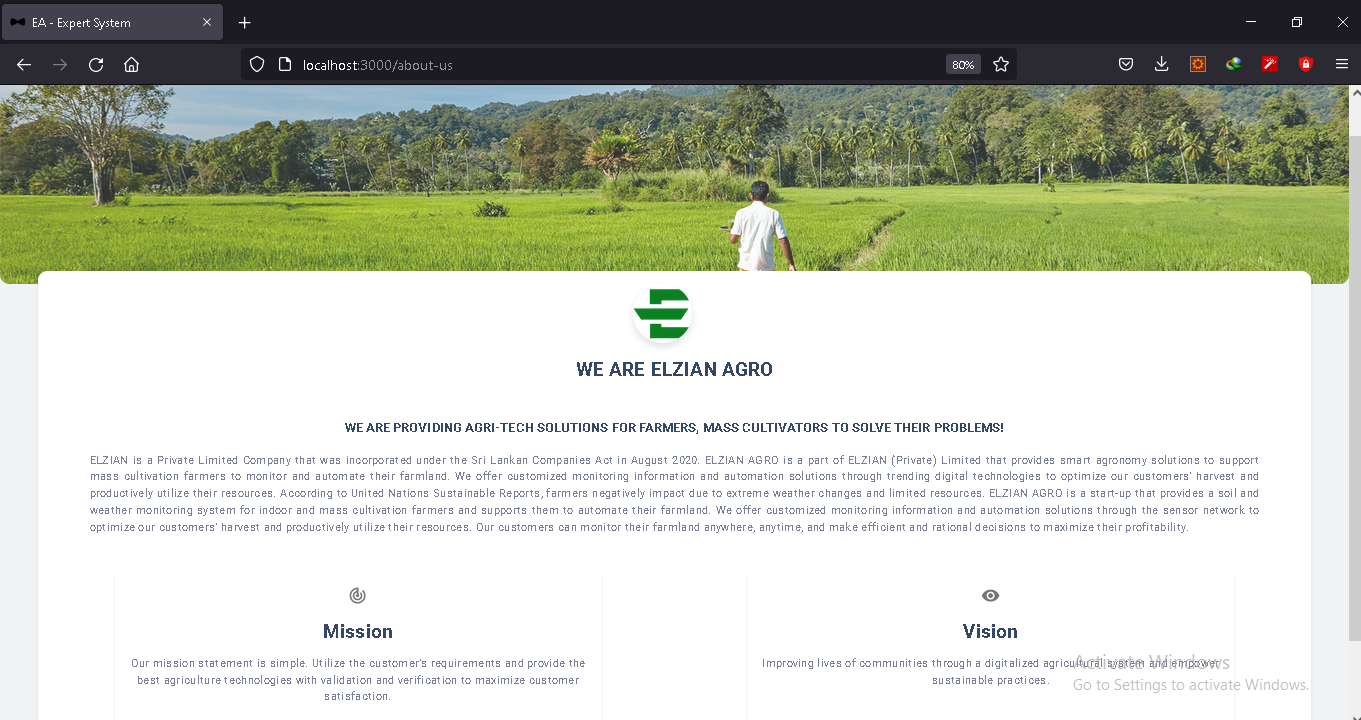 EA - Expert System
localhost:3000/about-us
80%
WE ARE ELZIAN AGRO
WE ARE PROVIDING AGRI-TECH SOLUTIONS FOR FARMERS, MASS CULTIVATORS TO SOLVE THEIR PROBLEMS!
ELZIAN is a Private Limited Company that was incorporated under the Sri Lankan Companies Act in August 2020. ELZIAN AGRO is a part of ELZIAN (Private) Limited that provides smart agronomy solutions to support
mass cultivation farmers to monitor and automate their farmland. We offer customized monitoring information and automation solutions through trending digital technologies to optimize our customers' harvest and
productively utilize their resources. According to United Nations Sustainable Reports, farmers negatively impact due to extreme weather changes and limited resources. ELZIAN AGRO is a start-up that provides a soil and
weather monitoring system for indoor and mass cultivation farmers and supports them to automate their farmland. We offer customized monitoring information and automation solutions through the sensor network to
optimize our customers' harvest and productively utilize their resources. Our customers can monitor their farmland anywhere, anytime, and make efficient and rational decisions to maximize their profitability.
Mission
Our mission statement is simple. Utilize the customer's requirements and provide the
best agriculture technologies with validation and verification to maximize customer
satisfaction.
Vision
Improving lives of communities through a digitalized agricultural system and empower
sustainable practices.
Activate Windows
Go to Settings to activate Windows.